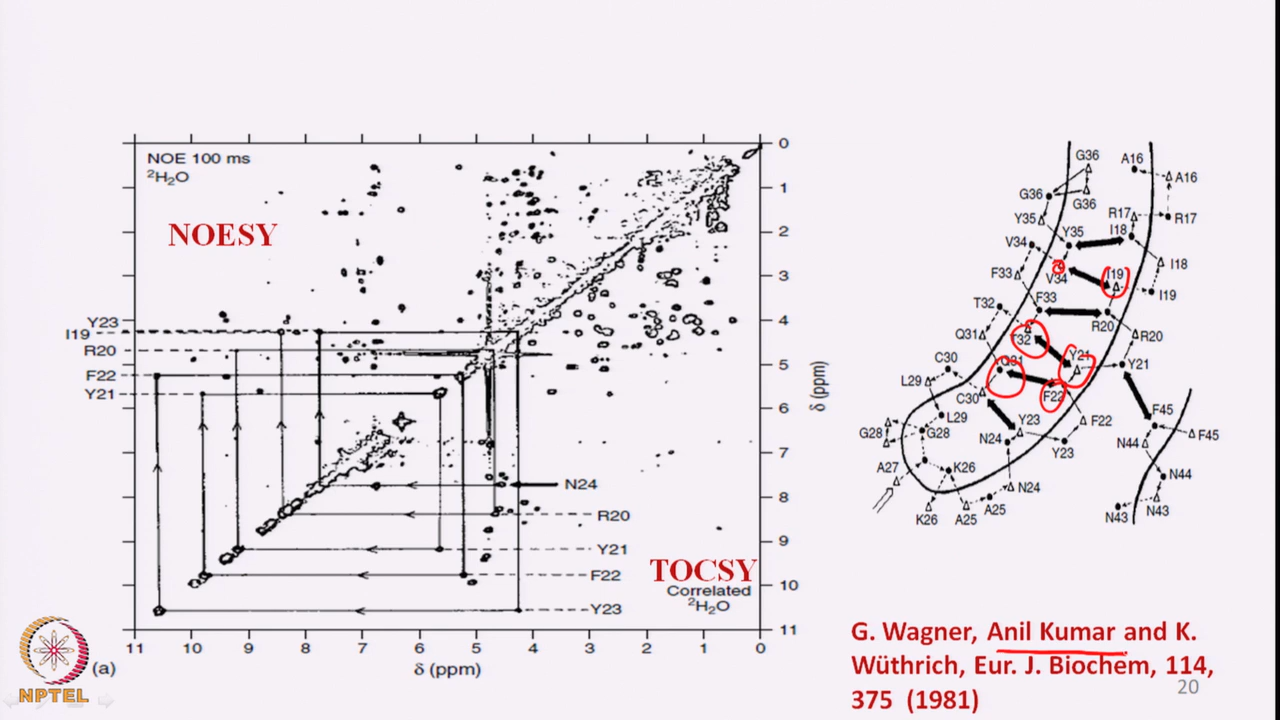 NOE 100 ms
²H₂O
NOESY
Y23
I19
R20
F22
Y21
N24
R20
Y21
F22
Y23
TOCSY
Correlated
²H₂O
0
1
2
3
4
5
6
7
8
9
10
11
δ (ppm)
11 10 9 8 7 6 5 4 3 2 1 0
(a)
δ (ppm)
G36
A16
G36
A16
G36
R17
R17
Y35
Y35
I18
V34
V34
I19
I18
F33
I19
T32
F33
R20
Q31
T32
R20
C30
Q31
Y21
Y21
L29
C30
F22
L29
Y23
F22
F45
G28
G28
N24
Y23
N44
F45
A27
K26
N44
N24
K26
A25
A25
N43
N43
G. Wagner, Anil Kumar and K.
Wüthrich, Eur. J. Biochem, 114,
375 (1981)
20
NPTEL